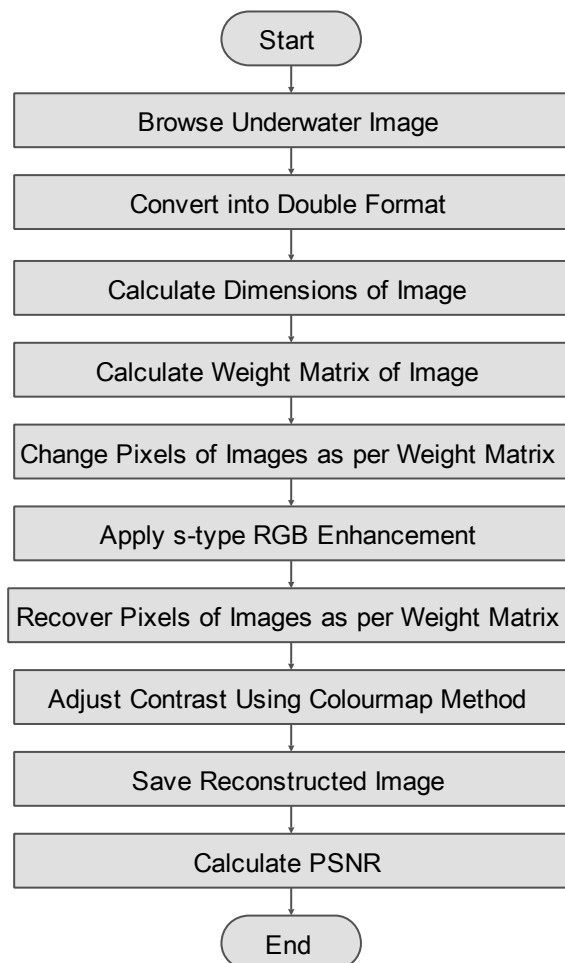 Start
Browse Underwater Image
Convert into Double Format
Calculate Dimensions of Image
Calculate Weight Matrix of Image
Change Pixels of Images as per Weight Matrix
Apply s-type RGB Enhancement
Recover Pixels of Images as per Weight Matrix
Adjust Contrast Using Colourmap Method
Save Reconstructed Image
Calculate PSNR
End